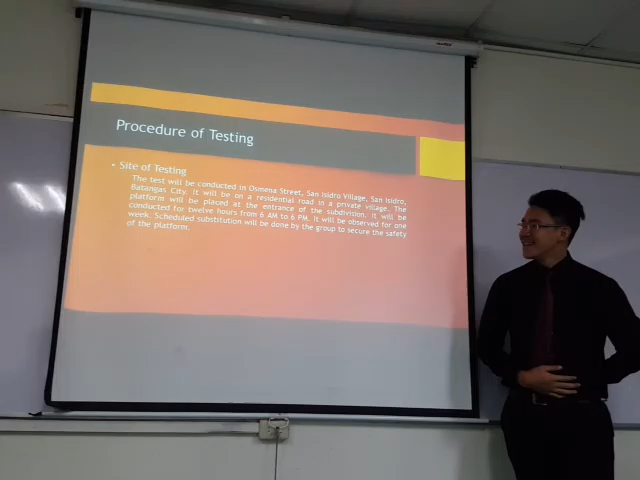 Procedure of Testing
• Site of Testing
The test will be conducted in Osmena Street, San Isidro Village, San Isidro,
Batangas City. It will be on a residential road in a private village. The
platform will be placed at the entrance of the subdivision. It will be
conducted for twelve hours from 6 AM to 6 PM. It will be observed for one
week. Scheduled substitution will be done by the group to secure the safety
of the platform.